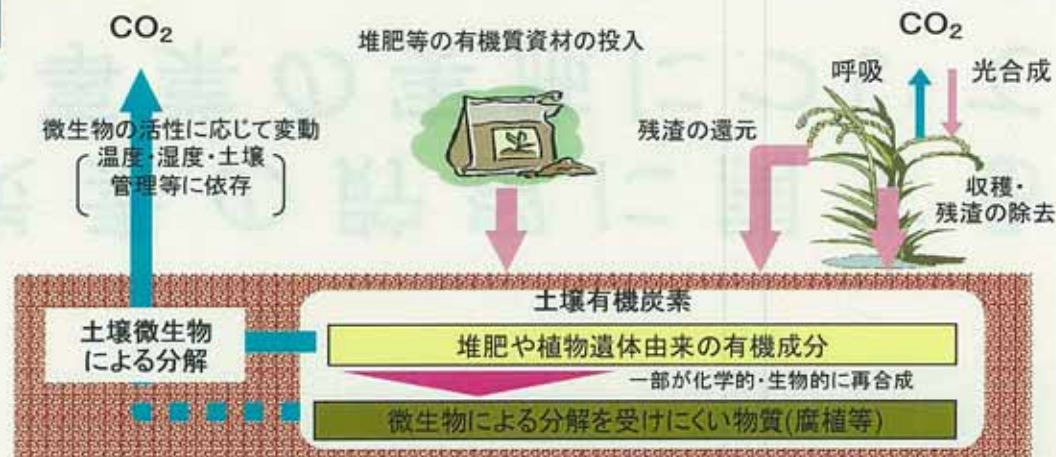 CO₂
微生物の活性に応じて変動
温度・湿度・土壌
管理等に依存
堆肥等の有機質資材の投入
CO₂
呼吸
光合成
残渣の還元
収穫・
残渣の除去
土壌有機炭素
土壌微生物
による分解
堆肥や植物遺体由来の有機成分
一部が化学的・生物的に再合成
微生物による分解を受けにくい物質(腐植等)